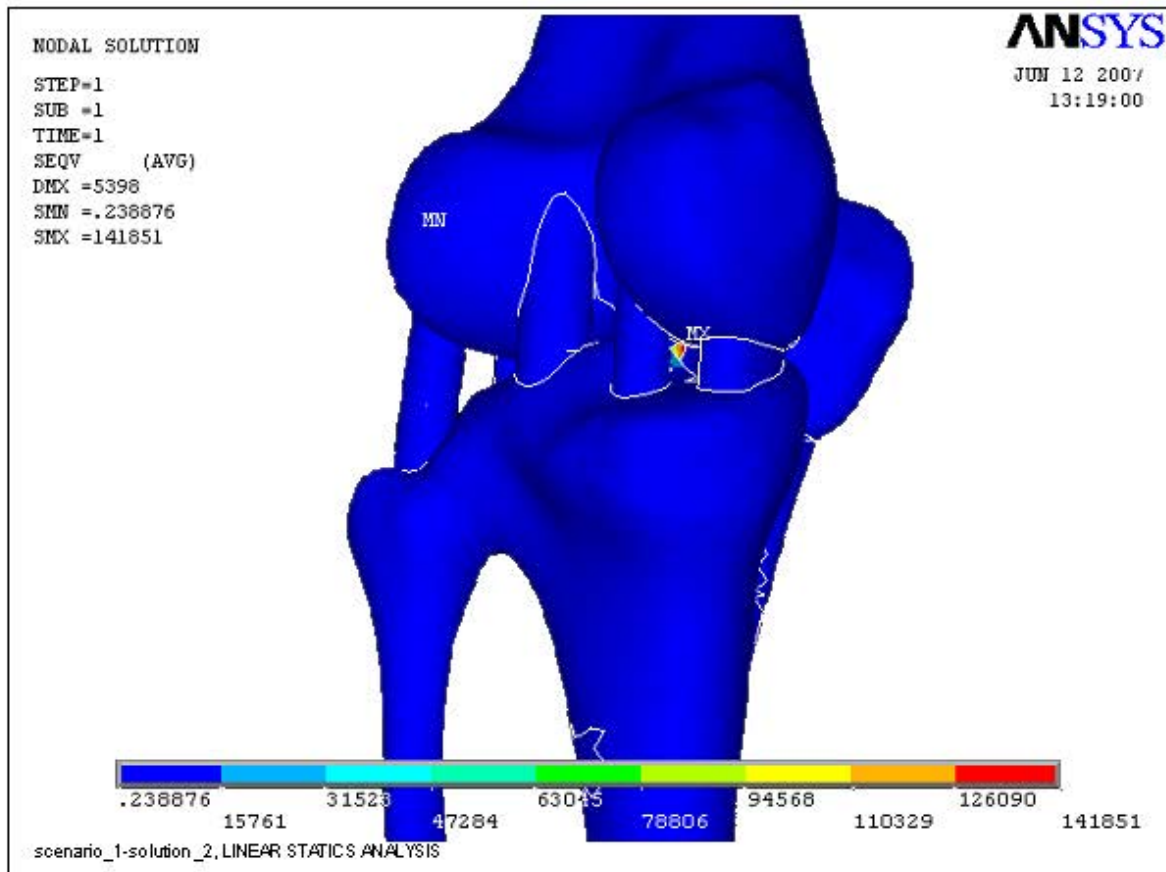 NODAL SOLUTION
STEP=1
SUB =1
TIME=1
SEQV (AVG)
DMX =5398
SMN =.238876
SMX =141851
ANSYS
JUN 12 2007
13:19:00
MN
MX
.238876 31523 63045 94568 126090
15761 47284 78806 110329 141851
scenario_1-solution_2, LINEAR STATICS ANALYSIS